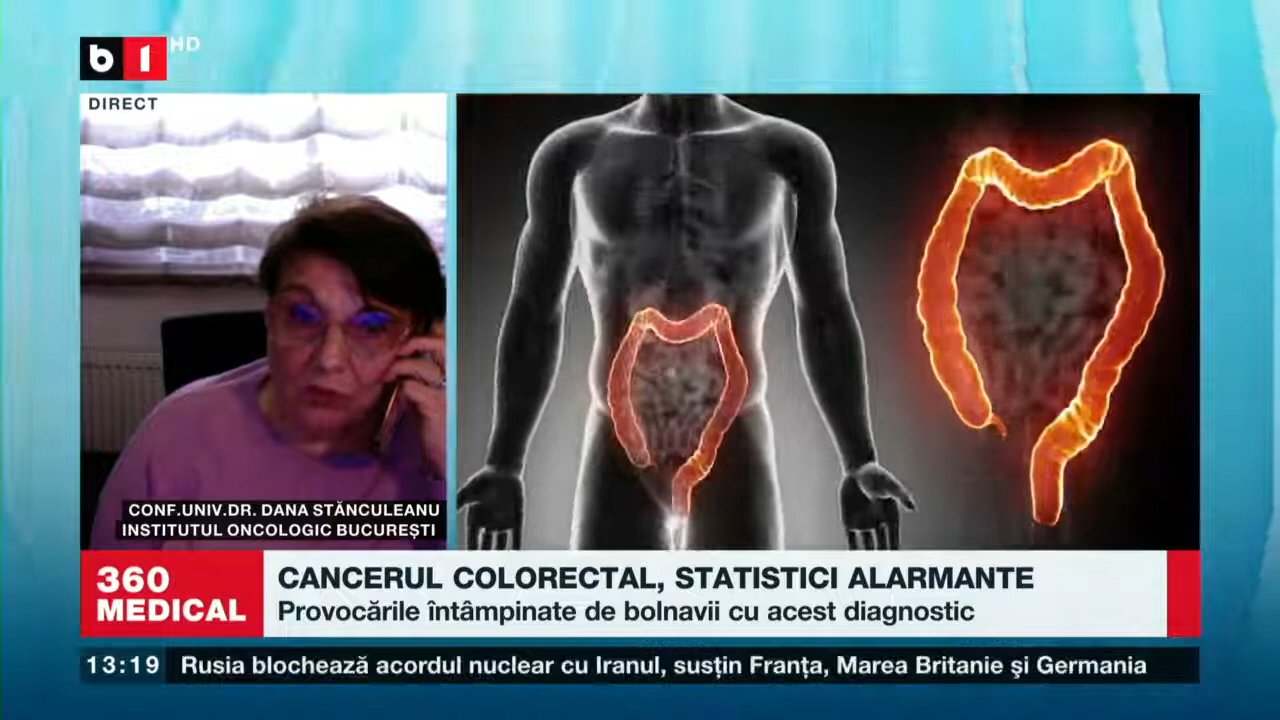 b1 HD
DIRECT
CONF.UNIV.DR. DANA STĂNCULEANU
INSTITUTUL ONCOLOGIC BUCUREȘTI
360
MEDICAL
CANCERUL COLORECTAL, STATISTICI ALARMANTE
Provocările întâmpinate de bolnavii cu acest diagnostic
13:19 Rusia blochează acordul nuclear cu Iranul, susțin Franța, Marea Britanie şi Germania